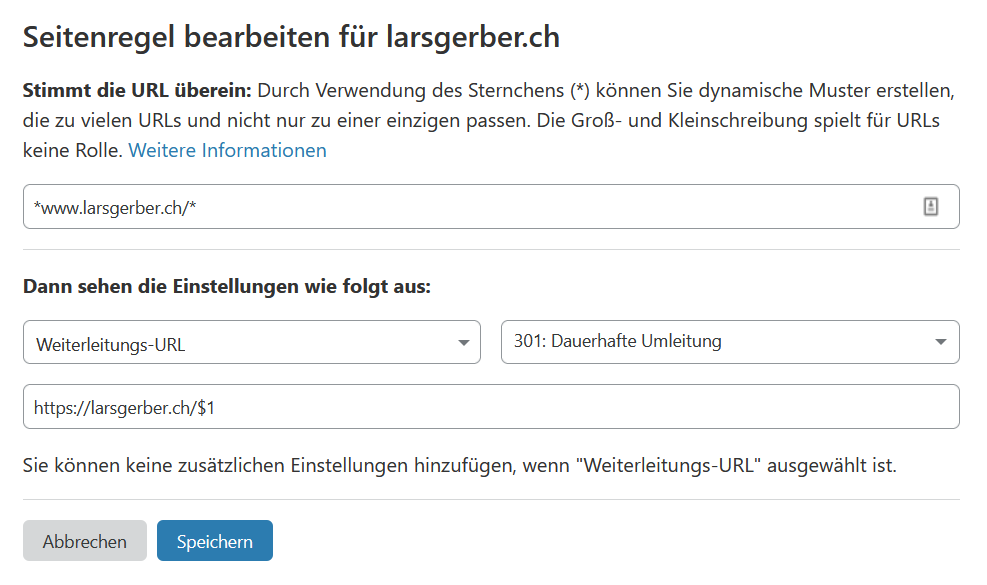 Seitenregel bearbeiten für larsgerber.ch
Stimmt die URL überein: Durch Verwendung des Sternchens (*) können Sie dynamische Muster erstellen,
die zu vielen URLs und nicht nur zu einer einzigen passen. Die Groß- und Kleinschreibung spielt für URLs
keine Rolle. Weitere Informationen
*www.larsgerber.ch/*
Dann sehen die Einstellungen wie folgt aus:
Weiterleitungs-URL
301: Dauerhafte Umleitung
https://larsgerber.ch/$1
Sie können keine zusätzlichen Einstellungen hinzufügen, wenn "Weiterleitungs-URL" ausgewählt ist.
Abbrechen
Speichern